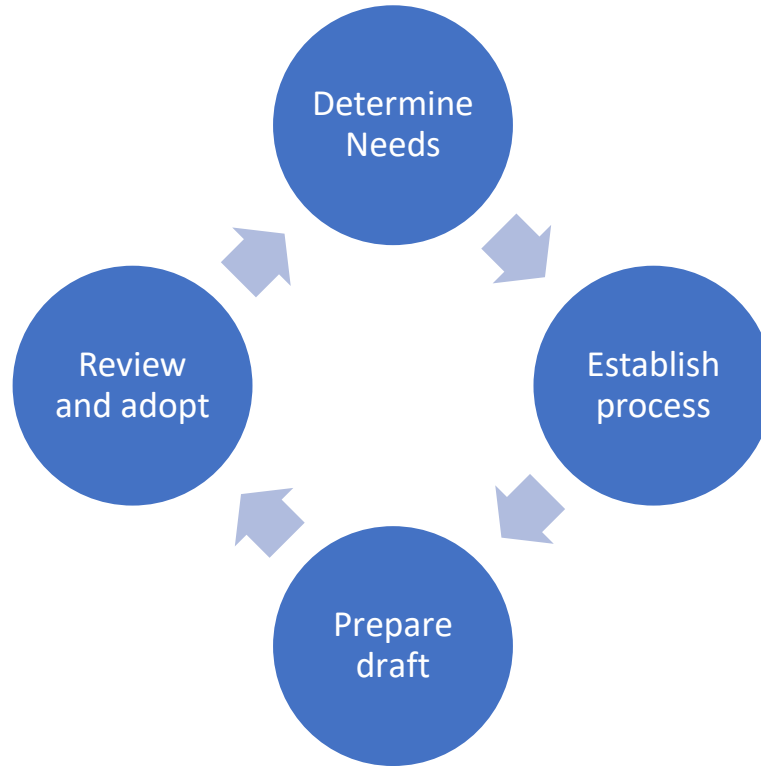 Determine
Needs
Establish
process
Prepare
draft
Review
and adopt